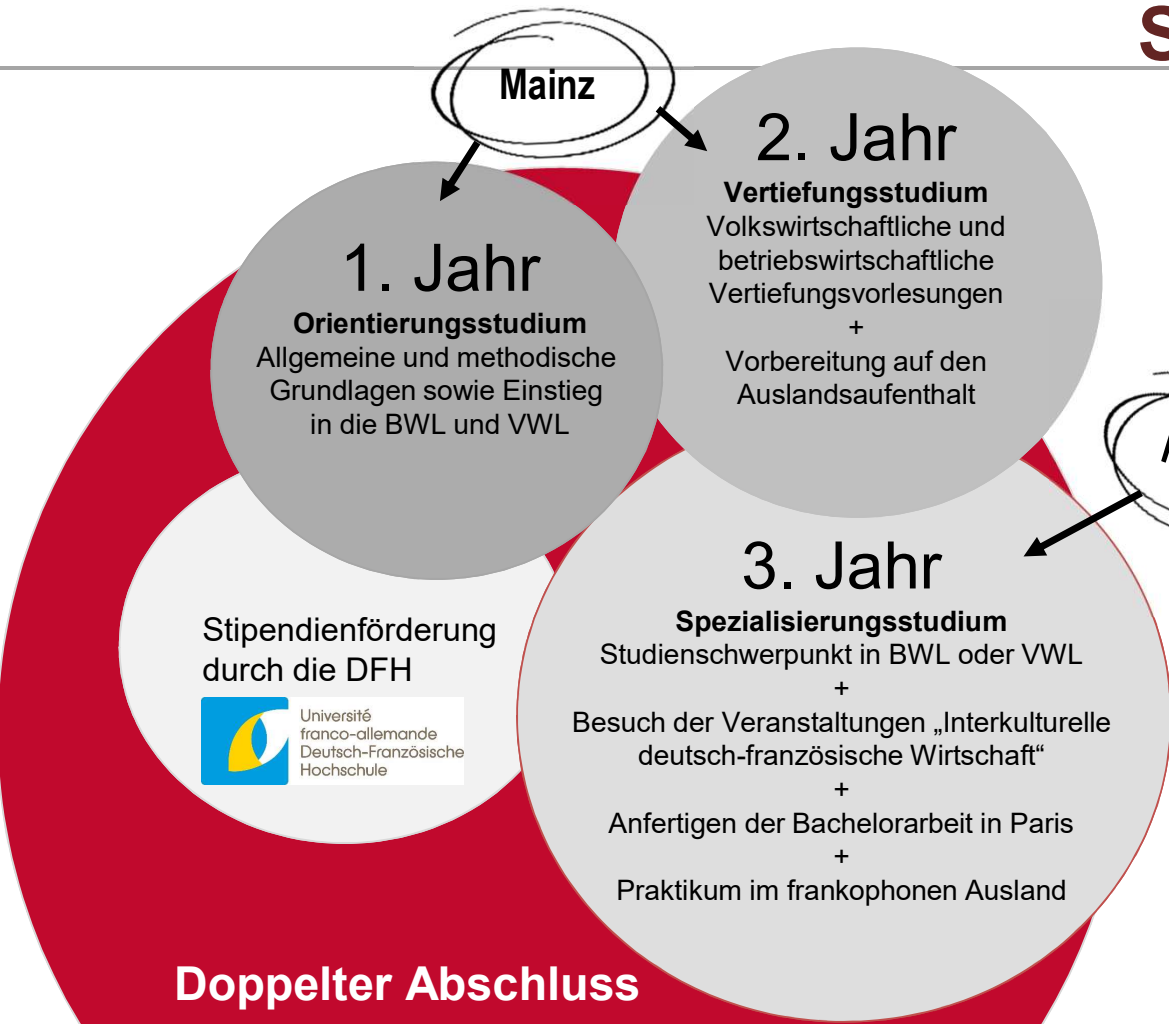 S
Mainz
2. Jahr
Vertiefungsstudium
Volkswirtschaftliche und
betriebswirtschaftliche
Vertiefungsvorlesungen
+
Vorbereitung auf den
Auslandsaufenthalt
1. Jahr
Orientierungsstudium
Allgemeine und methodische
Grundlagen sowie Einstieg
in die BWL und VWL
3. Jahr
Spezialisierungsstudium
Studienschwerpunkt in BWL oder VWL
+
Besuch der Veranstaltungen „Interkulturelle
deutsch-französische Wirtschaft“
+
Anfertigen der Bachelorarbeit in Paris
+
Praktikum im frankophonen Ausland
Stipendienförderung
durch die DFH
Université
franco-allemande
Deutsch-Französische
Hochschule
Doppelter Abschluss